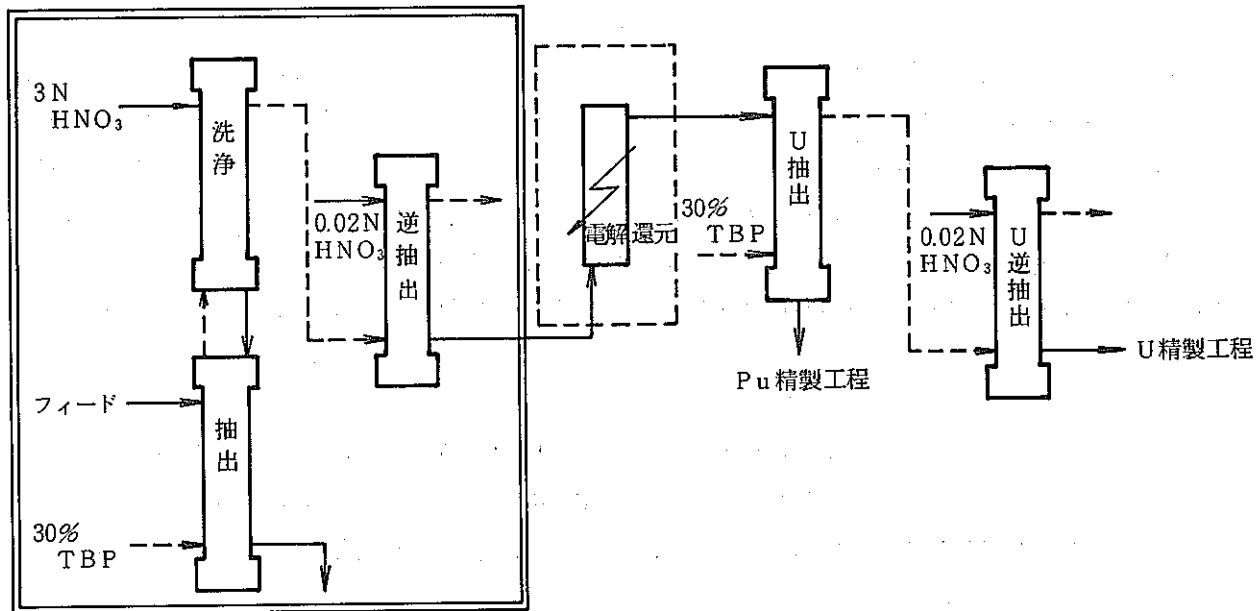 3N
HNO₃
洗浄
0.02N
HNO₃
逆抽出
フィード
抽出
30%
TBP
電解還元
30%
TBP
U抽出
Pu精製工程
0.02N
HNO₃
U逆抽出
U精製工程